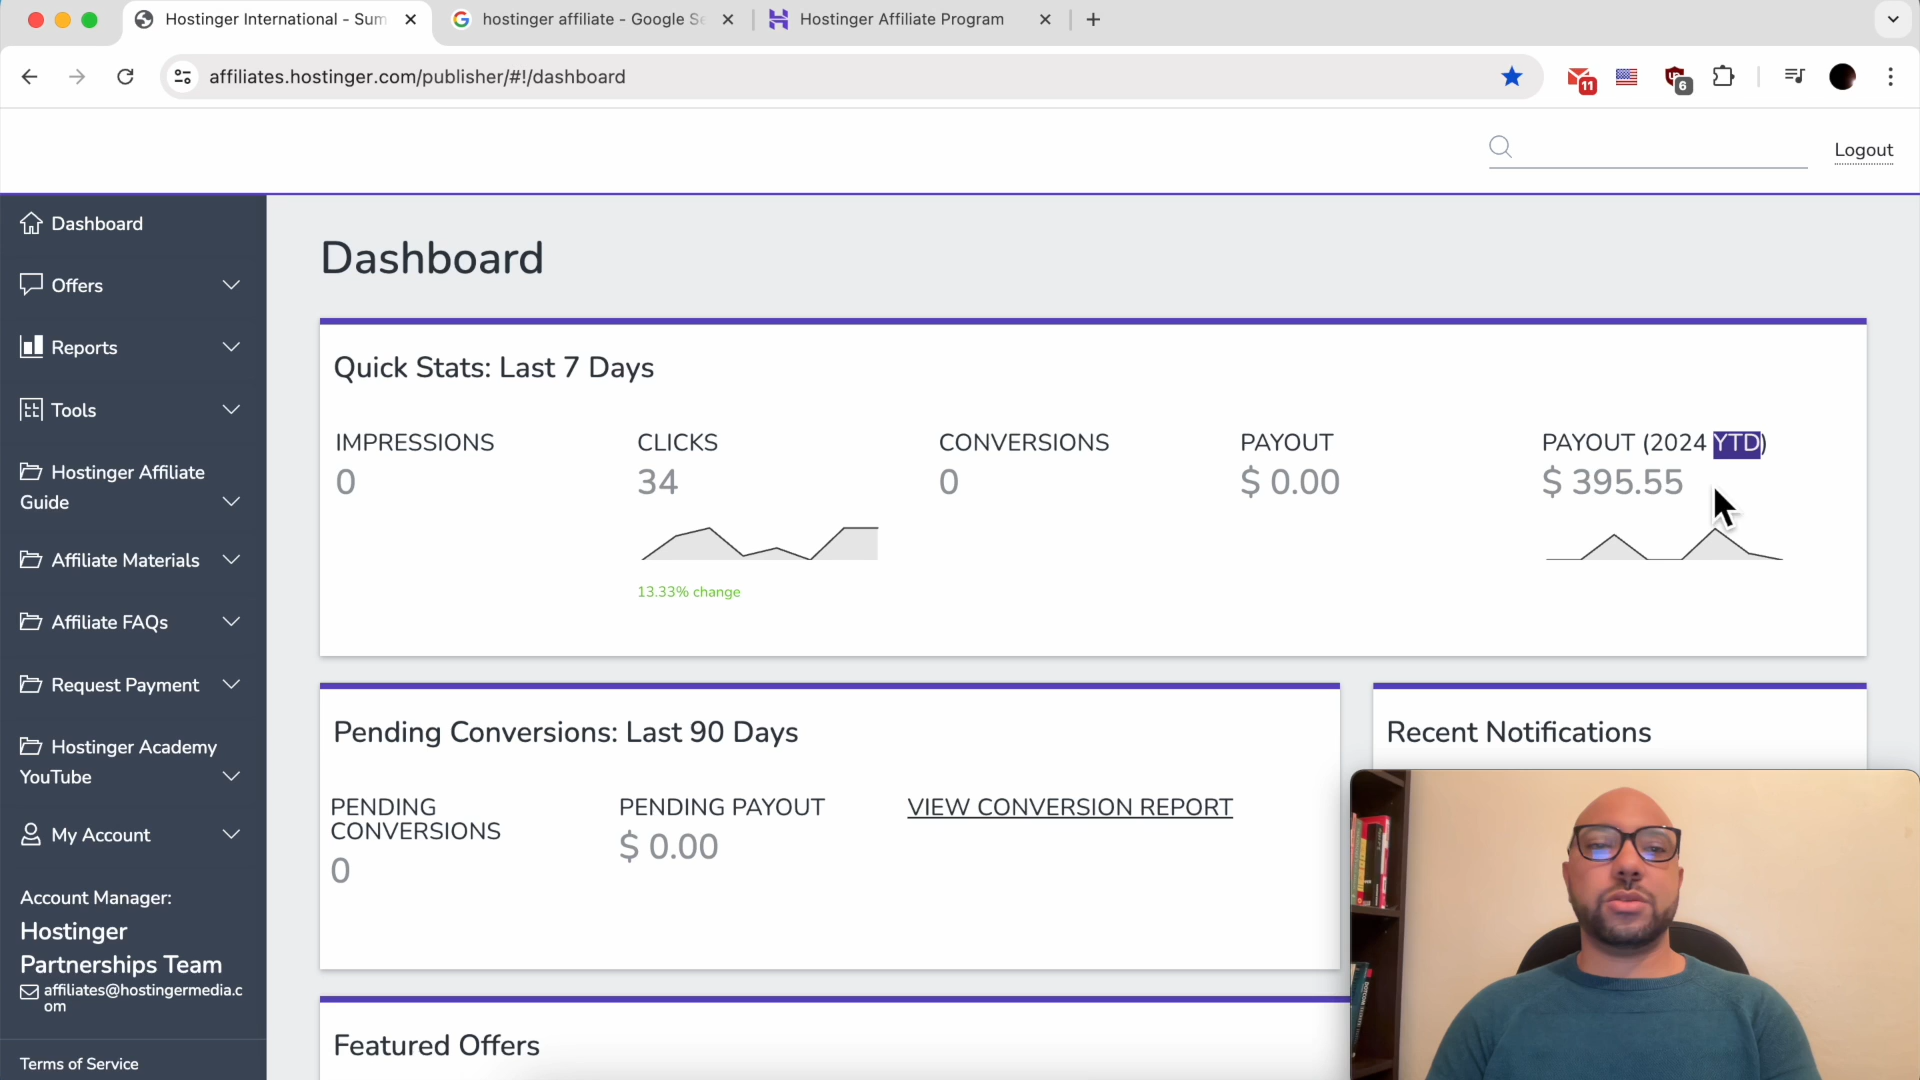 Hostinger International - Sum
hostinger affiliate - Google Se
Hostinger Affiliate Program
affiliates.hostinger.com/publisher/#!/dashboard
11
6
Logout
Dashboard
Offers
Reports
Tools
Hostinger Affiliate
Guide
Affiliate Materials
Affiliate FAQs
Request Payment
Hostinger Academy
YouTube
My Account
Account Manager:
Hostinger
Partnerships Team
affiliates@hostingermedia.c
om
Terms of Service
Dashboard
Quick Stats: Last 7 Days
IMPRESSIONS
0
CLICKS
34
13.33% change
CONVERSIONS
0
PAYOUT
$ 0.00
PAYOUT (2024 YTD)
$ 395.55
Pending Conversions: Last 90 Days
PENDING
CONVERSIONS
0
PENDING PAYOUT
$ 0.00
VIEW CONVERSION REPORT
Recent Notifications
Featured Offers